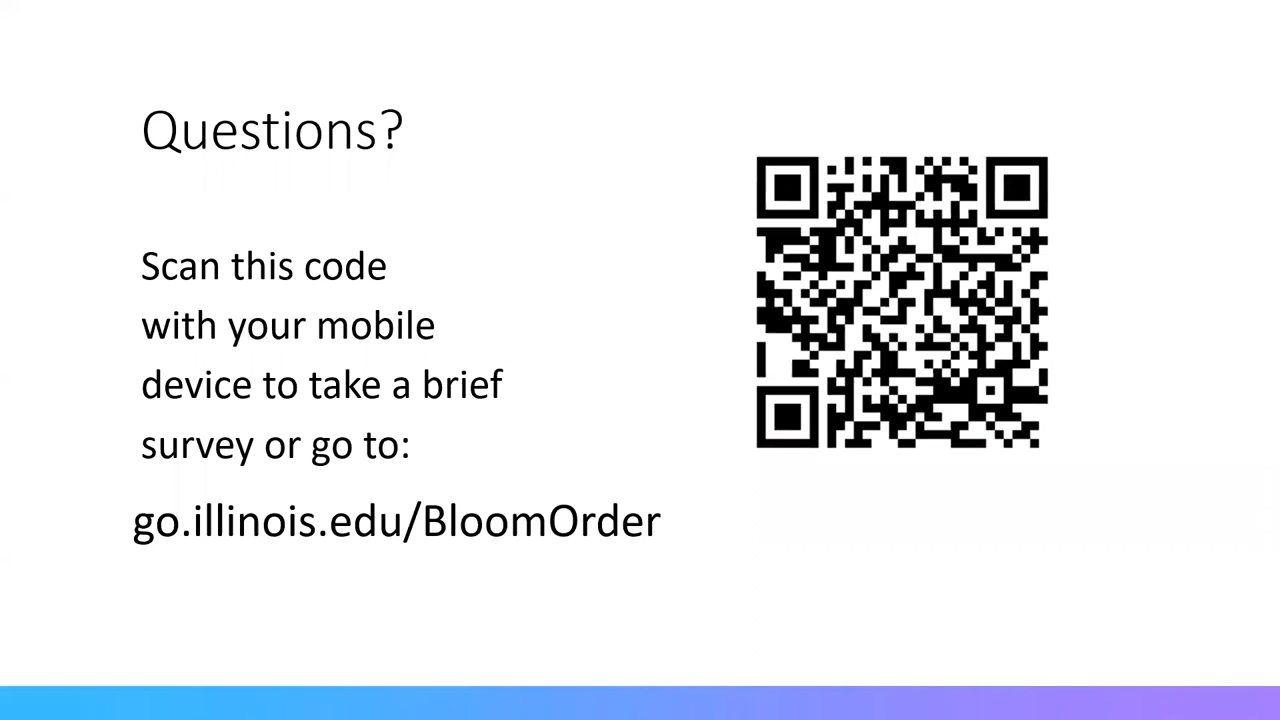 Questions?
Scan this code
with your mobile
device to take a brief
survey or go to:
go.illinois.edu/BloomOrder